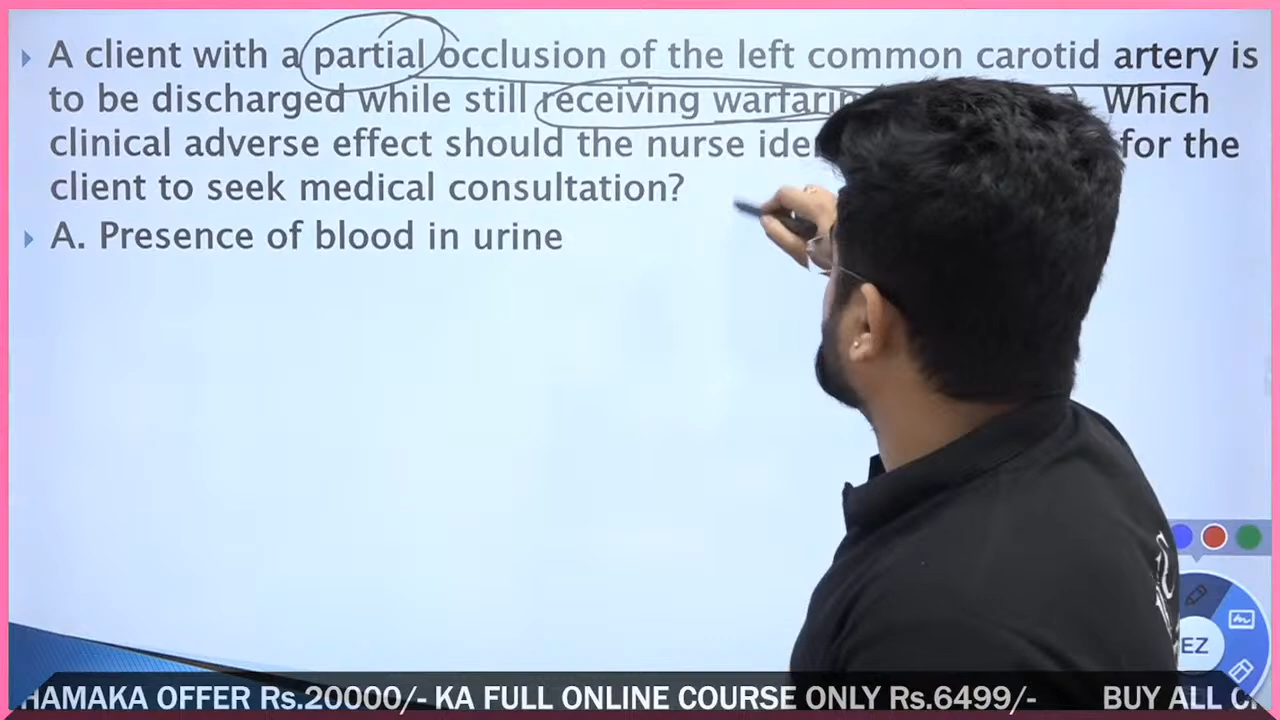 A client with a partial occlusion of the left common carotid artery is
to be discharged while still receiving warfarin Which
clinical adverse effect should the nurse for the
client to seek medical consultation?
A. Presence of blood in urine
EZ
HAMAKA OFFER Rs.20000/- KA FULL ONLINE COURSE ONLY Rs.6499/- BUY ALL